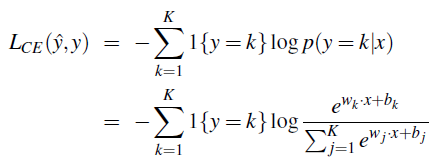 L_CE(ŷ,y) = −∑_{k=1}^{K} 1{y=k} log p(y=k|x)
= −∑_{k=1}^{K} 1{y=k} log e^{w_k·x+b_k} / ∑_{j=1}^{K} e^{w_j·x+b_j}